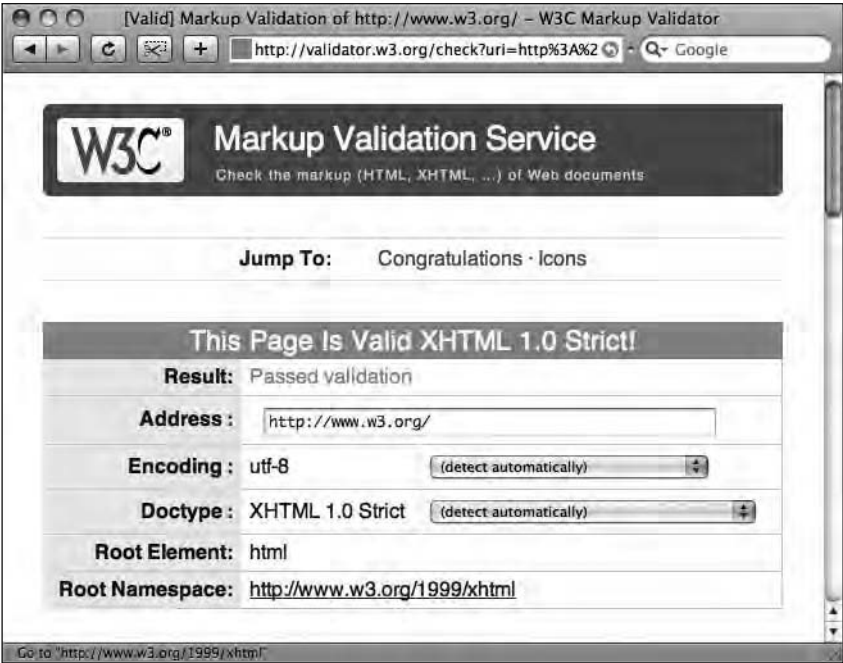 [Valid] Markup Validation of http://www.w3.org/ – W3C Markup Validator
http://validator.w3.org/check?uri=http%3A%2
Google
W3C®
Markup Validation Service
Check the markup (HTML, XHTML, ...) of Web documents
Jump To: Congratulations · Icons
This Page Is Valid XHTML 1.0 Strict!
Result: Passed validation
Address : http://www.w3.org/
Encoding : utf-8 (detect automatically)
Doctype : XHTML 1.0 Strict (detect automatically)
Root Element: html
Root Namespace: http://www.w3.org/1999/xhtml
Go to "http://www.w3.org/1999/xhtml"